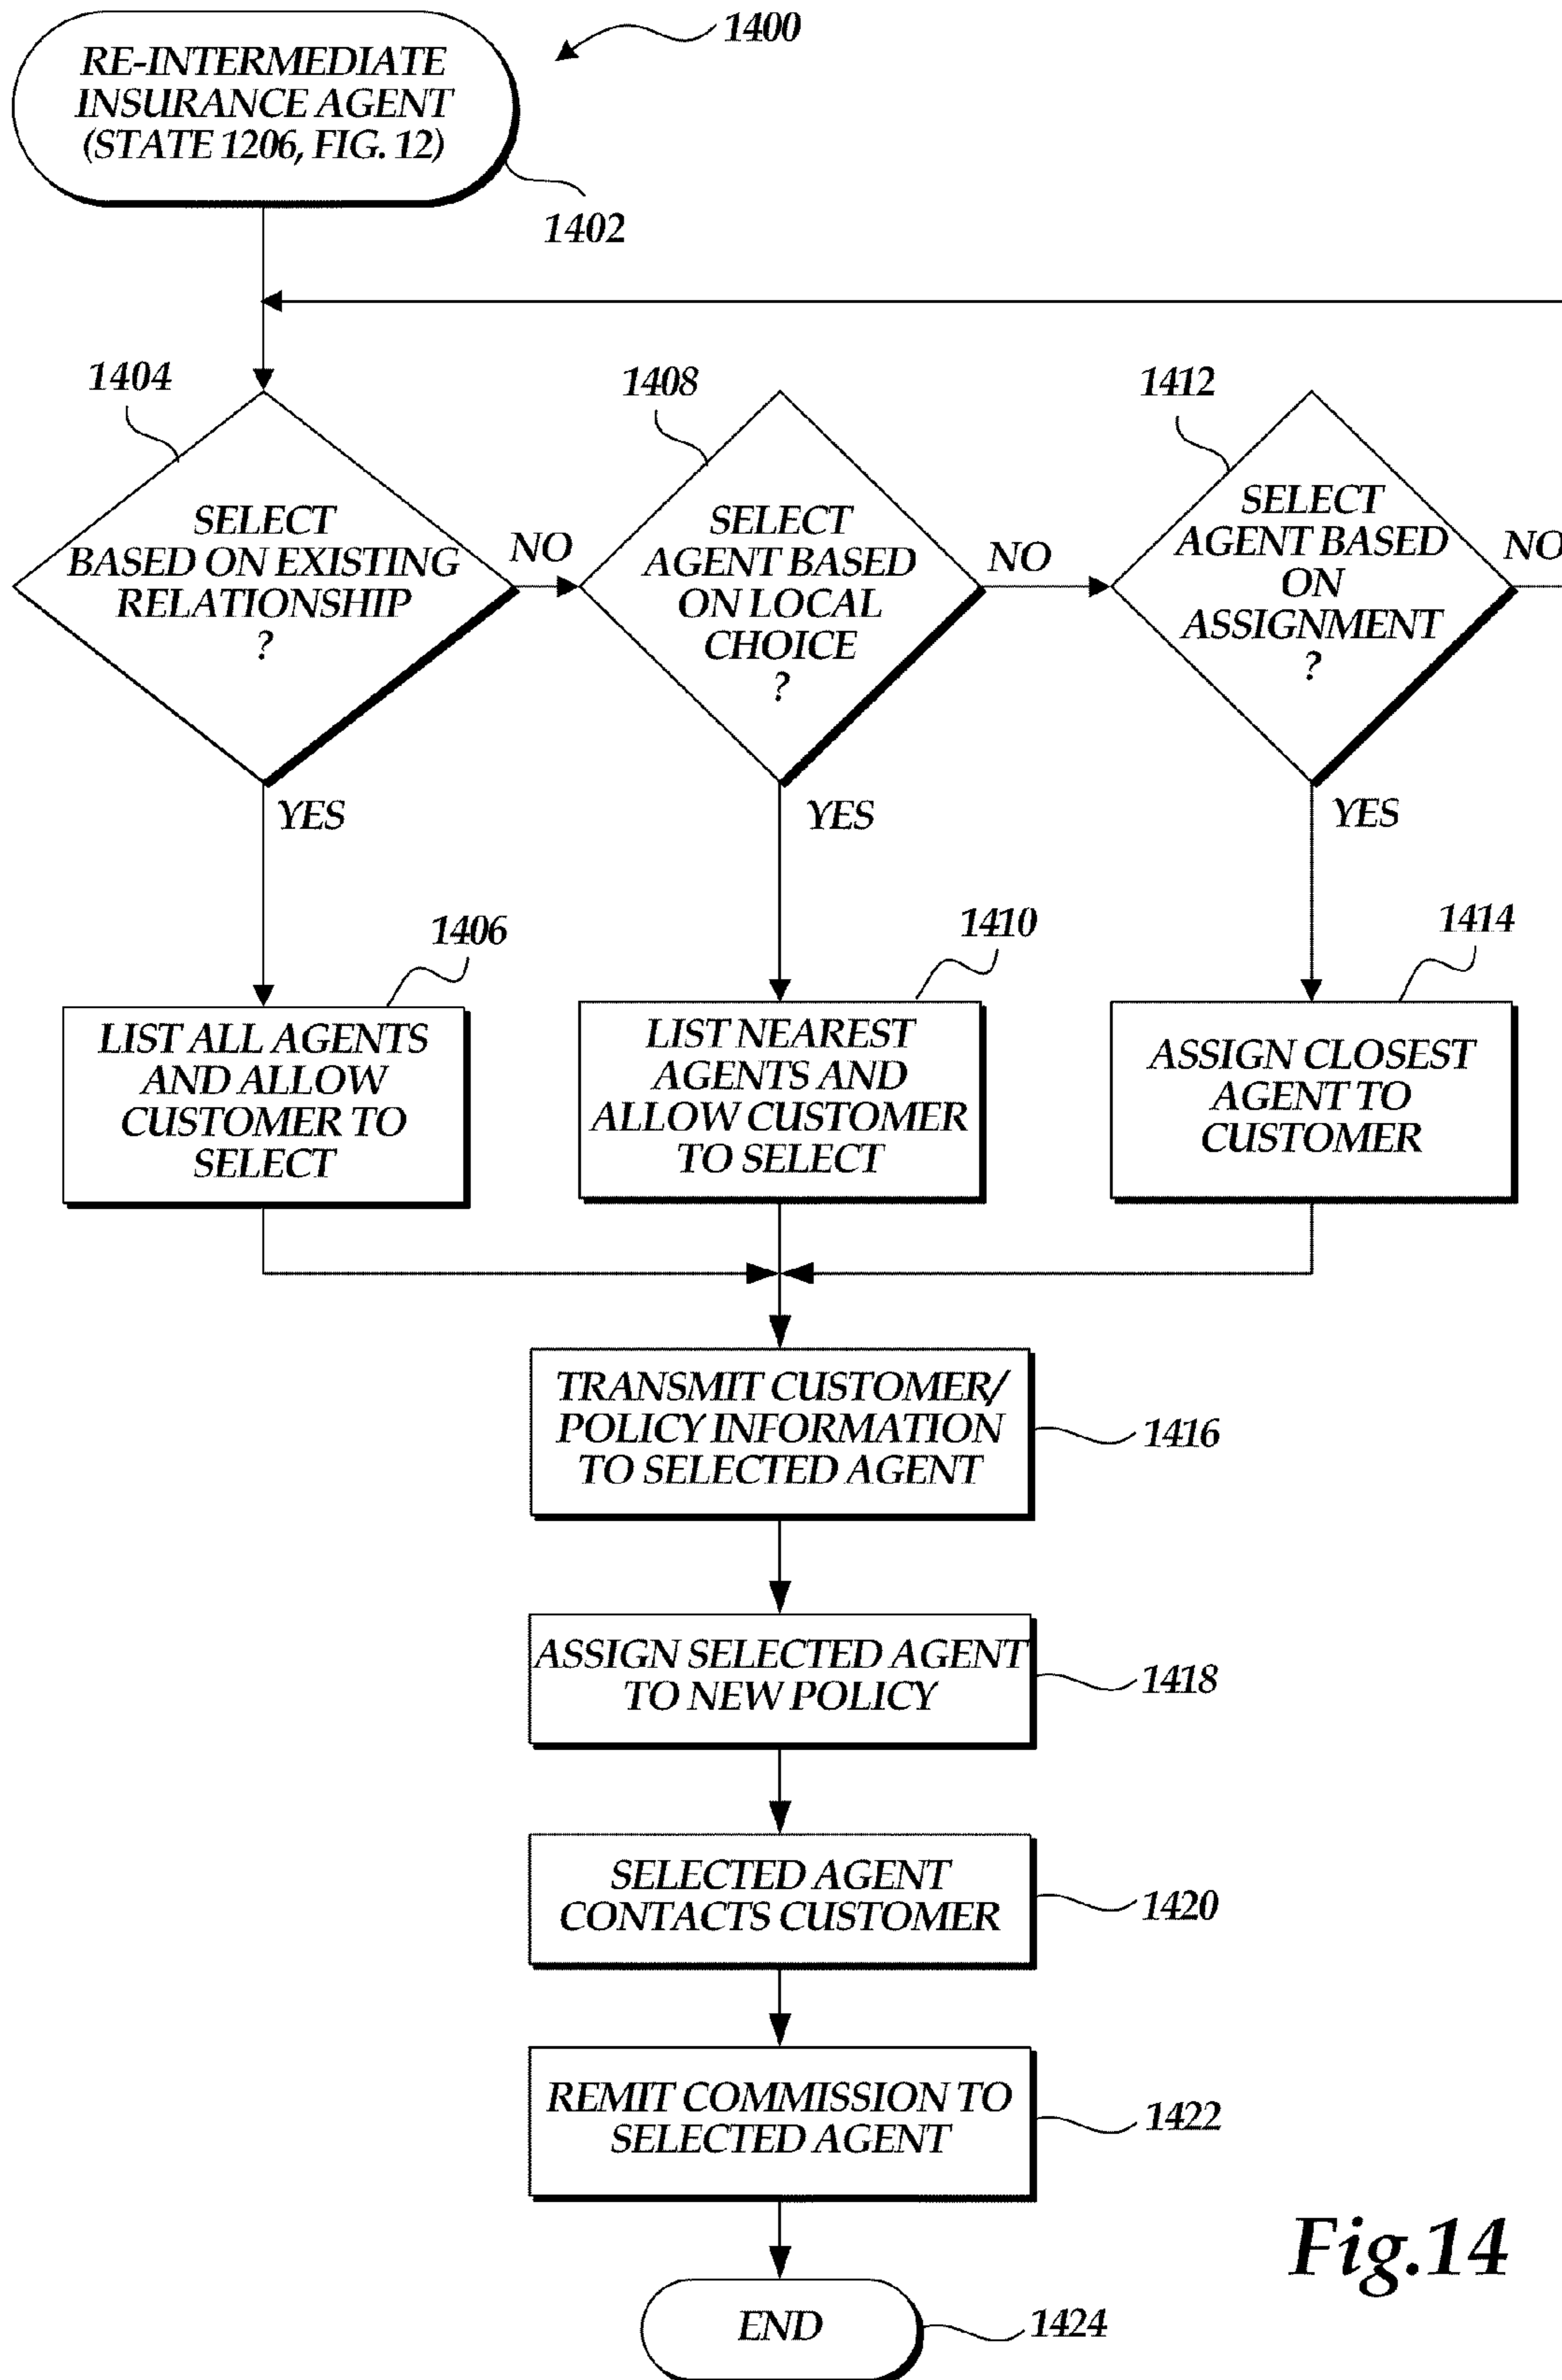 1400
RE-INTERMEDIATE
INSURANCE AGENT
(STATE 1206, FIG. 12)
1402
1404
1408
1412
SELECT
BASED ON EXISTING
RELATIONSHIP
?
NO
SELECT
AGENT BASED
ON LOCAL
CHOICE
?
NO
SELECT
AGENT BASED
ON
ASSIGNMENT
?
NO
YES
YES
YES
1406
1410
1414
LIST ALL AGENTS
AND ALLOW
CUSTOMER TO
SELECT
LIST NEAREST
AGENTS AND
ALLOW CUSTOMER
TO SELECT
ASSIGN CLOSEST
AGENT TO
CUSTOMER
TRANSMIT CUSTOMER/
POLICY INFORMATION
TO SELECTED AGENT
1416
ASSIGN SELECTED AGENT
TO NEW POLICY
1418
SELECTED AGENT
CONTACTS CUSTOMER
1420
REMIT COMMISSION TO
SELECTED AGENT
1422
END
1424
Fig.14